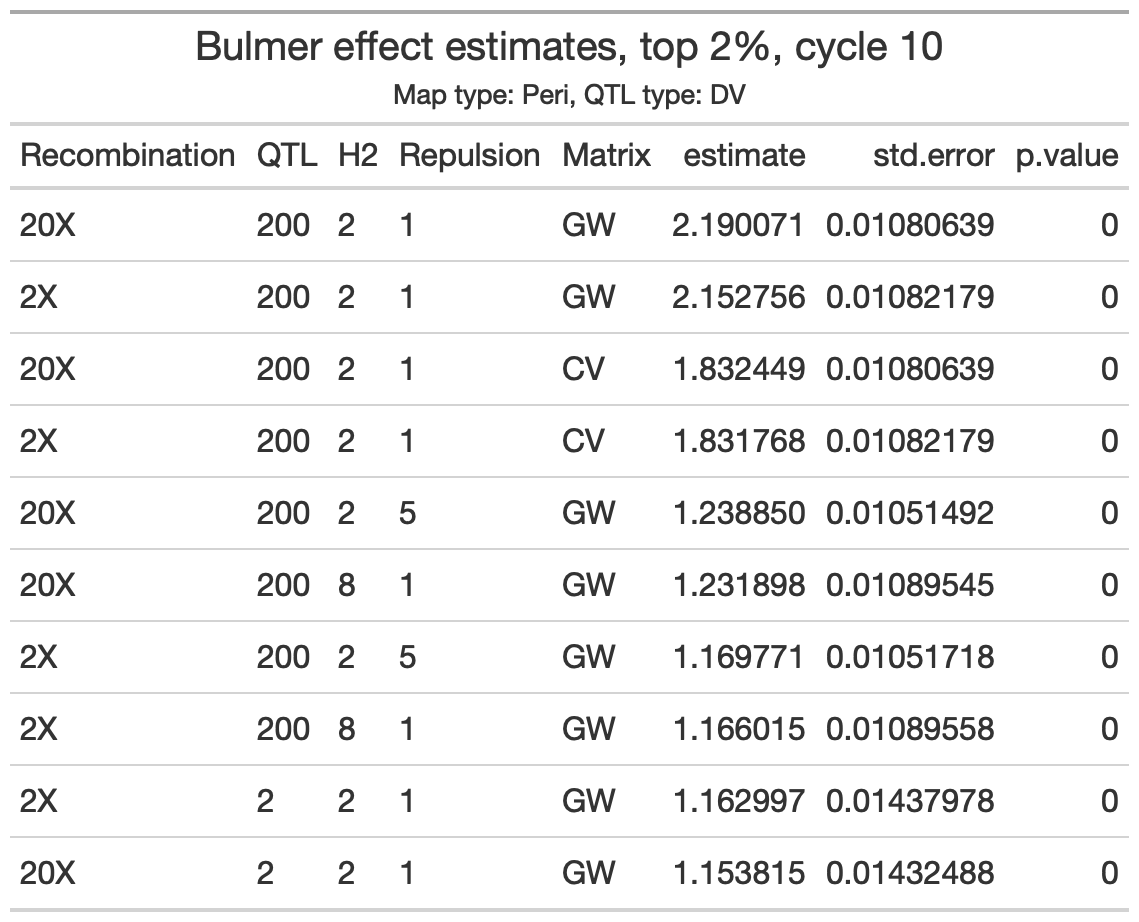 Bulmer effect estimates, top 2%, cycle 10
Map type: Peri, QTL type: DV
Recombination QTL H2 Repulsion Matrix estimate std.error p.value
20X 200 2 1 GW 2.190071 0.01080639 0
2X 200 2 1 GW 2.152756 0.01082179 0
20X 200 2 1 CV 1.832449 0.01080639 0
2X 200 2 1 CV 1.831768 0.01082179 0
20X 200 2 5 GW 1.238850 0.01051492 0
20X 200 8 1 GW 1.231898 0.01089545 0
2X 200 2 5 GW 1.169771 0.01051718 0
2X 200 8 1 GW 1.166015 0.01089558 0
2X 2 2 1 GW 1.162997 0.01437978 0
20X 2 2 1 GW 1.153815 0.01432488 0